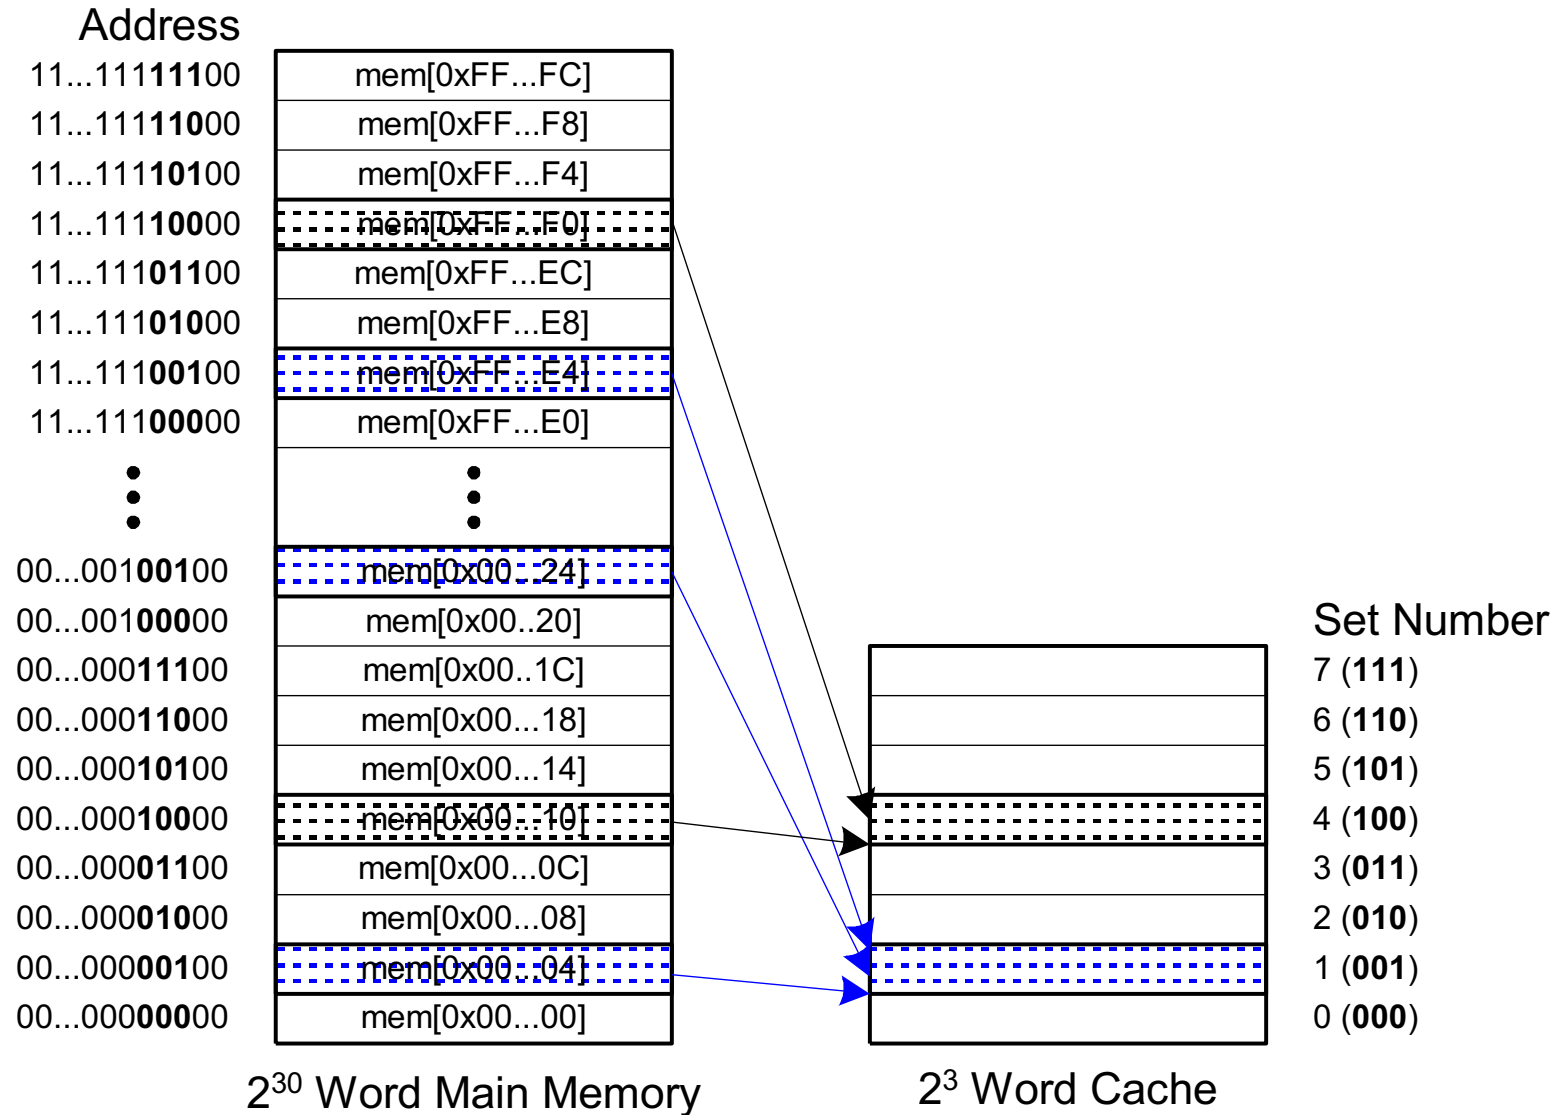 Address
11...11111100 mem[0xFF...FC]
11...11111000 mem[0xFF...F8]
11...11110100 mem[0xFF...F4]
11...11110000 mem[0xFF...F0]
11...11101100 mem[0xFF...EC]
11...11101000 mem[0xFF...E8]
11...11100100 mem[0xFF...E4]
11...11100000 mem[0xFF...E0]
00...00100100 mem[0x00...24]
00...00100000 mem[0x00..20]
Set Number
00...00011100 mem[0x00..1C] 7 (111)
00...00011000 mem[0x00...18] 6 (110)
00...00010100 mem[0x00...14] 5 (101)
00...00010000 mem[0x00...10] 4 (100)
00...00001100 mem[0x00...0C] 3 (011)
00...00001000 mem[0x00...08] 2 (010)
00...00000100 mem[0x00...04] 1 (001)
00...00000000 mem[0x00...00] 0 (000)
2³⁰ Word Main Memory 2³ Word Cache